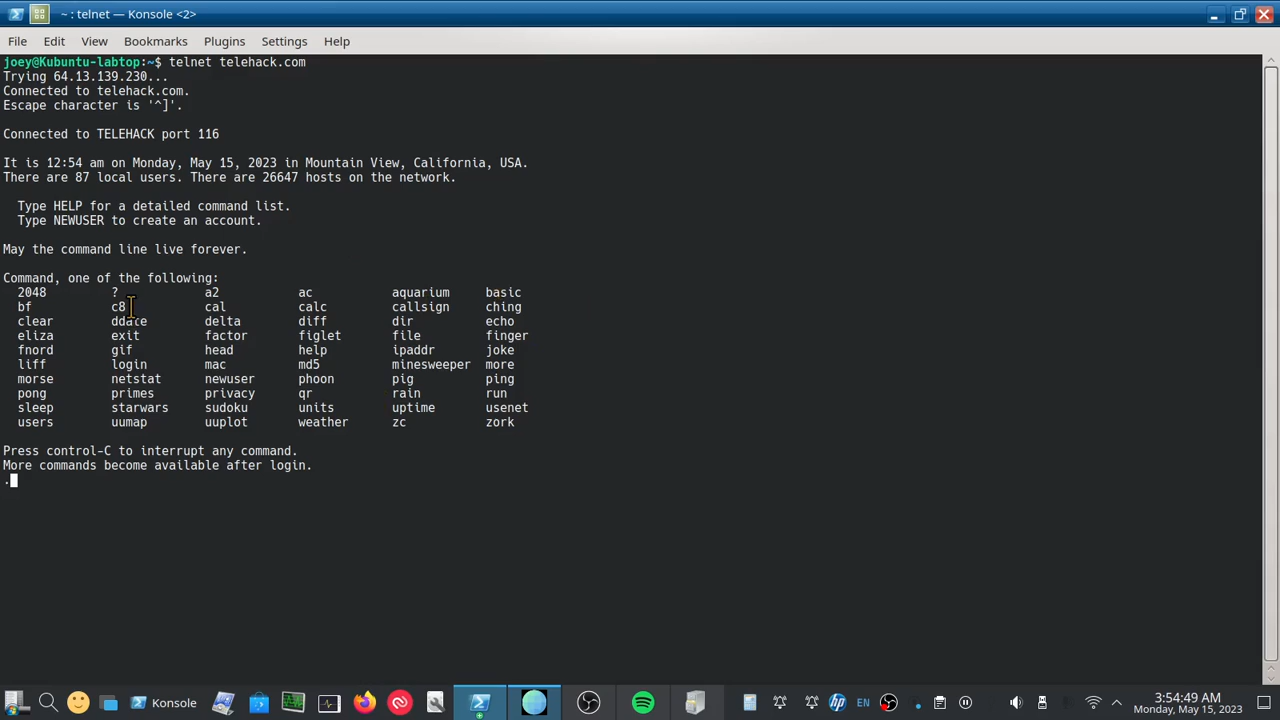 ~ : telnet — Konsole <2>
File Edit View Bookmarks Plugins Settings Help
joey@Kubuntu-labtop:~$ telnet telehack.com
Trying 64.13.139.230...
Connected to telehack.com.
Escape character is '^]'.
Connected to TELEHACK port 116
It is 12:54 am on Monday, May 15, 2023 in Mountain View, California, USA.
There are 87 local users. There are 26647 hosts on the network.
Type HELP for a detailed command list.
Type NEWUSER to create an account.
May the command line live forever.
Command, one of the following:
2048 ? a2 ac aquarium basic
bf c8 cal calc callsign ching
clear ddate delta diff dir echo
eliza exit factor figlet file finger
fnord gif head help ipaddr joke
liff login mac md5 minesweeper more
morse netstat newuser phoon pig ping
pong primes privacy qr rain run
sleep starwars sudoku units uptime usenet
users uumap uuplot weather zc zork
Press control-C to interrupt any command.
More commands become available after login.
.
Konsole
EN
3:54:49 AM
Monday, May 15, 2023